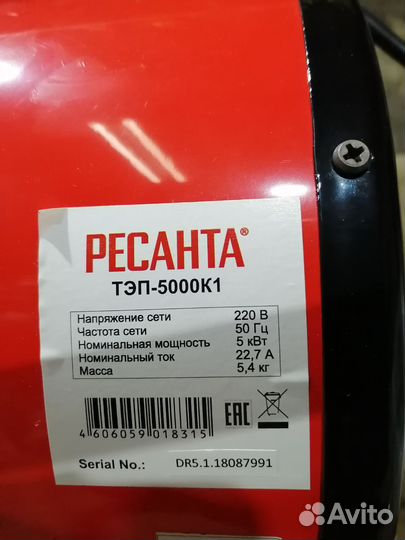 РЕСАНТА®
ТЭП-5000К1
Напряжение сети 220 В
Частота сети 50 Гц
Номинальная мощность 5 кВт
Номинальный ток 22,7 А
Масса 5,4 кг
EAC
4 606059 018315
Serial No.: DR5.1.18087991
Avito